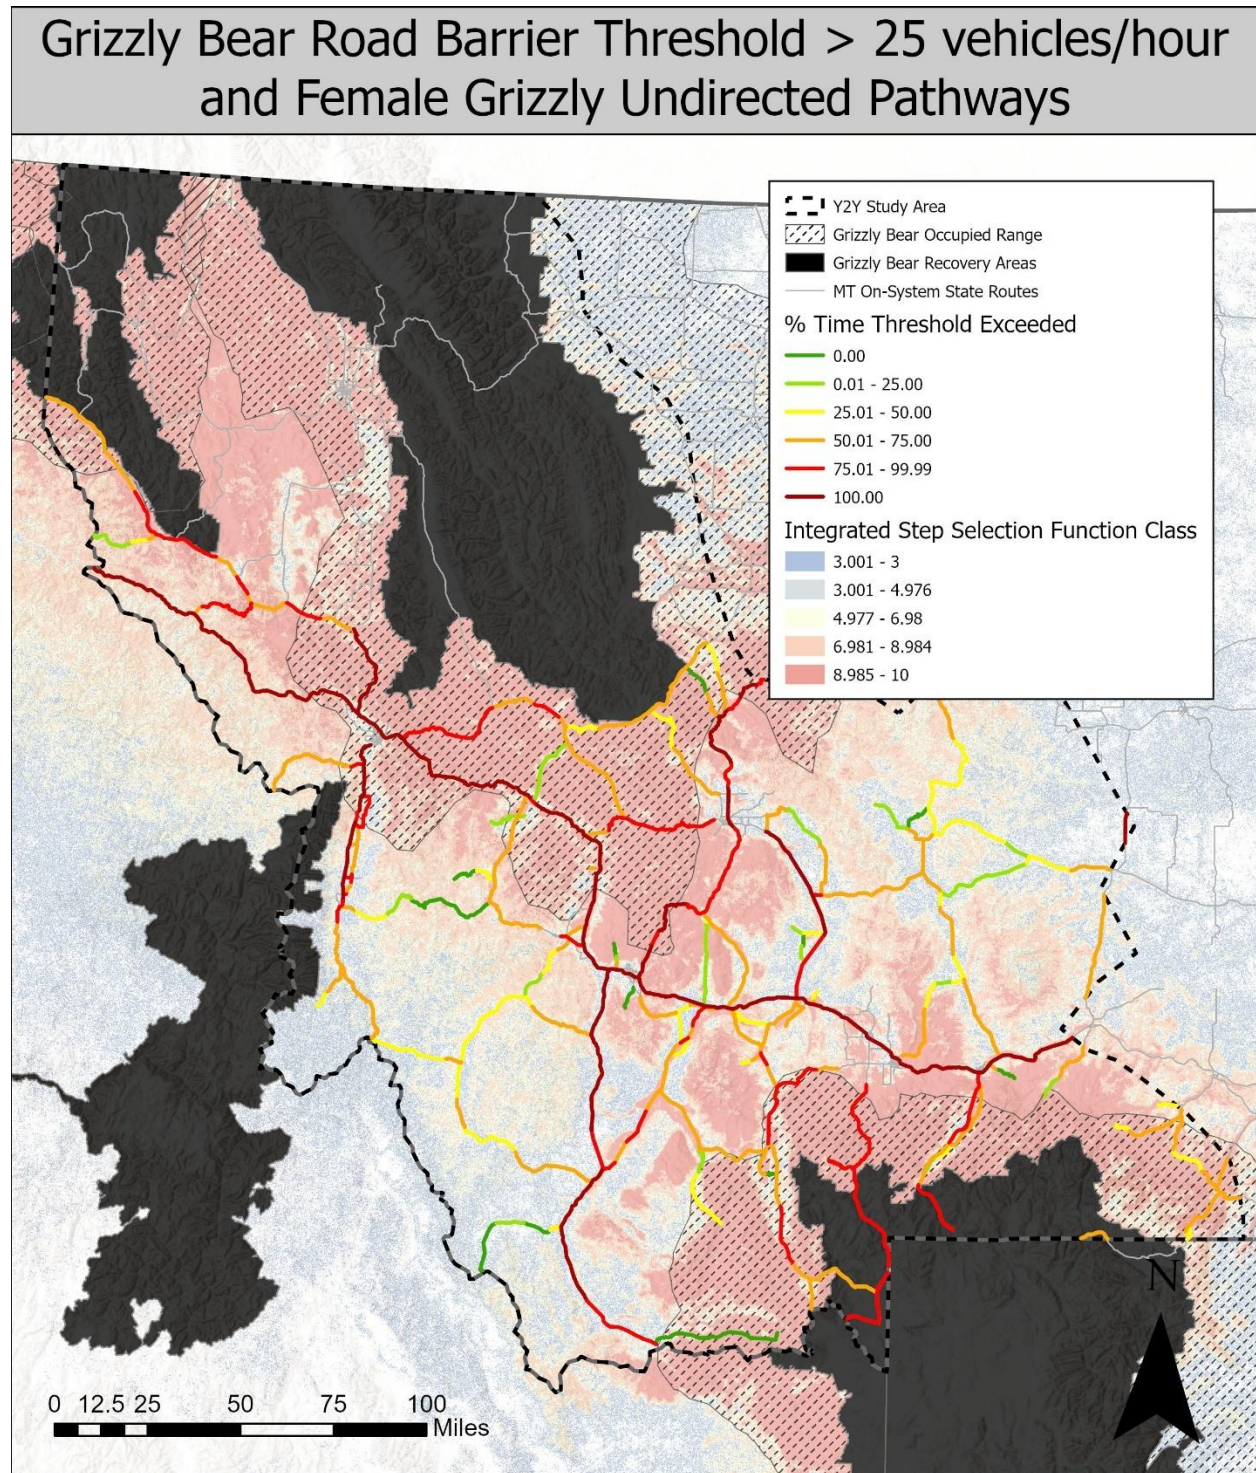 Grizzly Bear Road Barrier Threshold > 25 vehicles/hour
and Female Grizzly Undirected Pathways
Y2Y Study Area
Grizzly Bear Occupied Range
Grizzly Bear Recovery Areas
MT On-System State Routes
% Time Threshold Exceeded
0.00
0.01 - 25.00
25.01 - 50.00
50.01 - 75.00
75.01 - 99.99
100.00
Integrated Step Selection Function Class
3.001 - 3
3.001 - 4.976
4.977 - 6.98
6.981 - 8.984
8.985 - 10
N
0 12.5 25 50 75 100
Miles